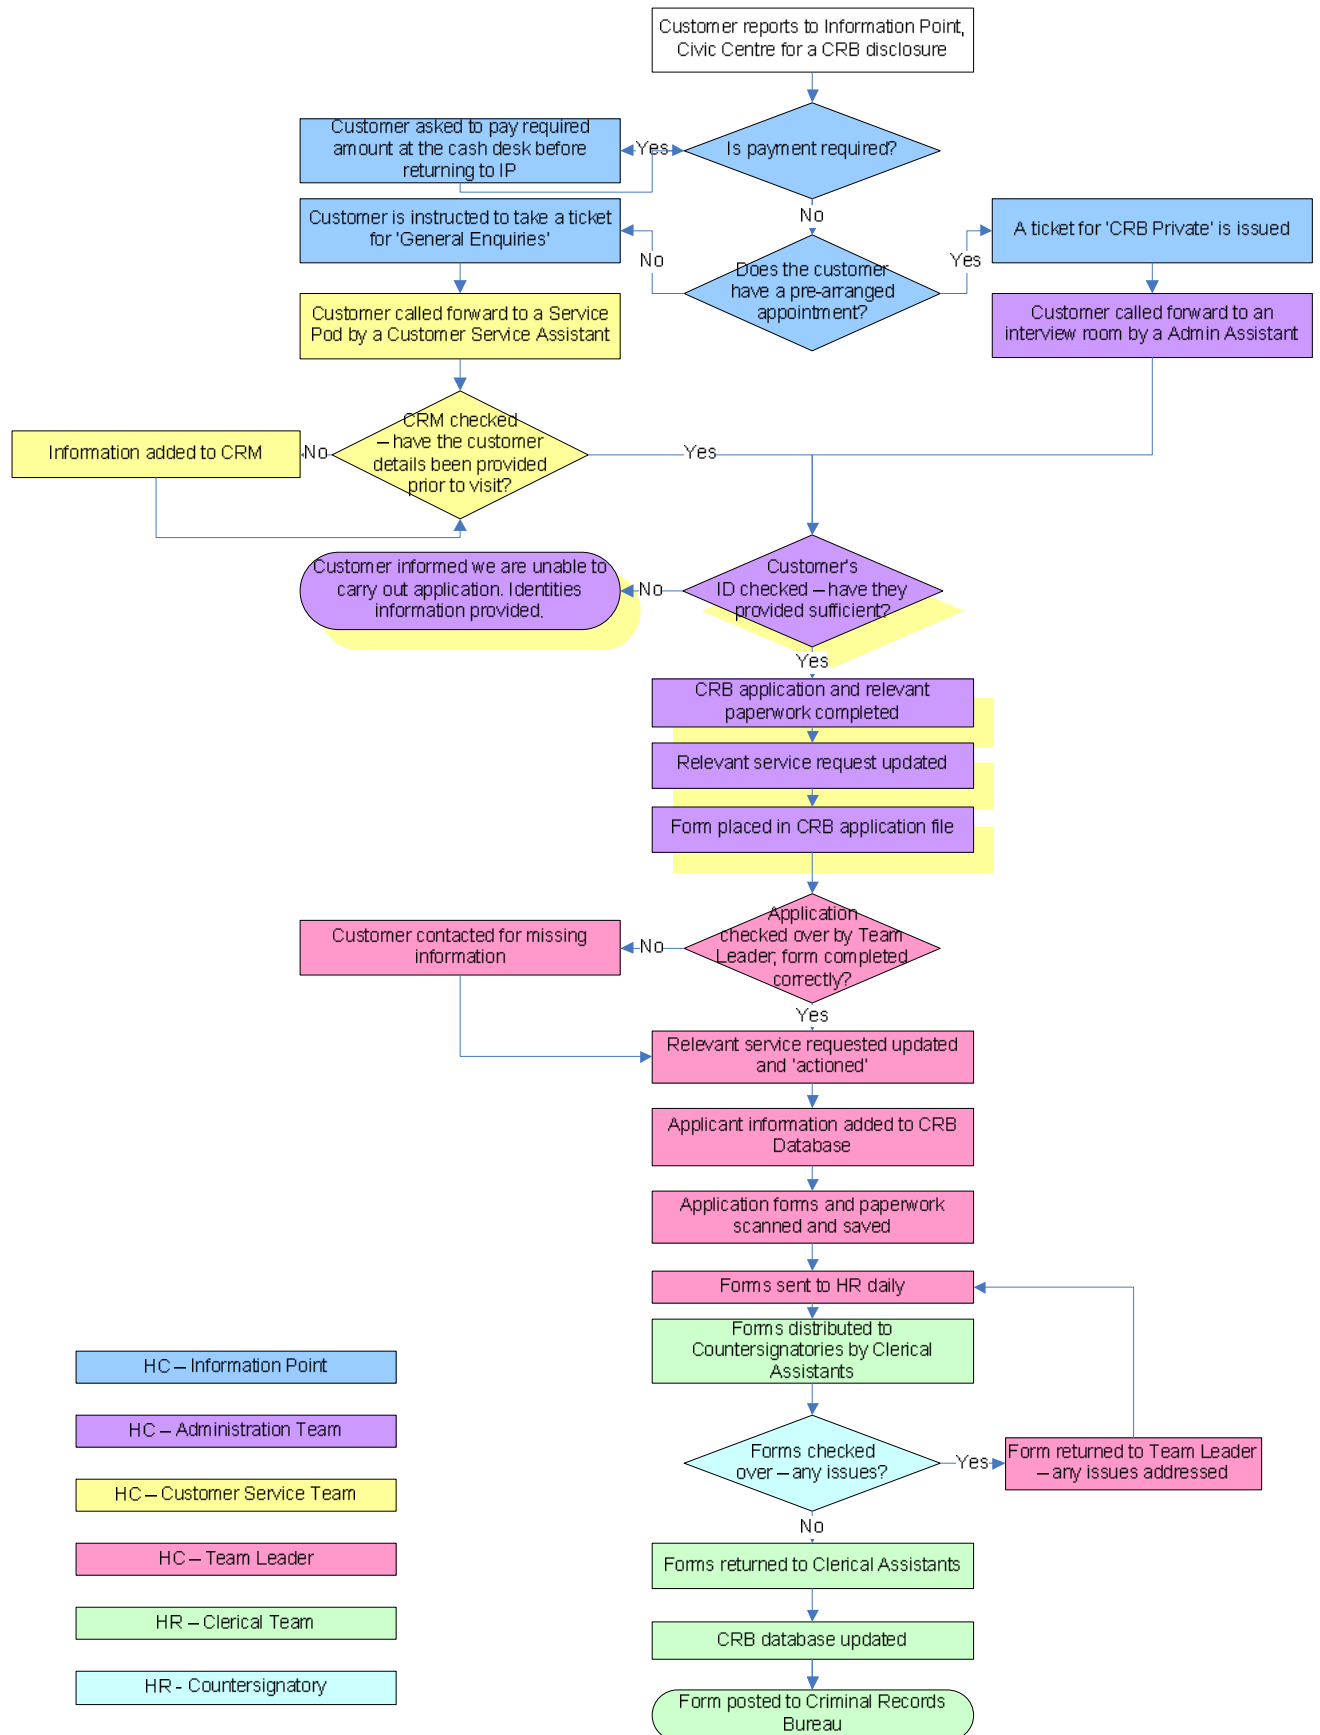 Customer reports to Information Point,
Civic Centre for a CRB disclosure
Customer asked to pay required
amount at the cash desk before
returning to IP
Yes
Is payment required?
No
Customer is instructed to take a ticket
for 'General Enquiries'
A ticket for 'CRB Private' is issued
No
Does the customer
have a pre-arranged
appointment?
Yes
Customer called forward to a Service
Pod by a Customer Service Assistant
Customer called forward to an
interview room by a Admin Assistant
Information added to CRM
No
CRM checked
– have the customer
details been provided
prior to visit?
Yes
Customer informed we are unable to
carry out application. Identities
information provided.
No
Customer's
ID checked – have they
provided sufficient?
Yes
CRB application and relevant
paperwork completed
Relevant service request updated
Form placed in CRB application file
Customer contacted for missing
information
No
Application
checked over by Team
Leader, form completed
correctly?
Yes
Relevant service requested updated
and 'actioned'
Applicant information added to CRB
Database
Application forms and paperwork
scanned and saved
Forms sent to HR daily
Forms distributed to
Countersignatories by Clerical
Assistants
Forms checked
over – any issues?
Yes
Form returned to Team Leader
– any issues addressed
No
Forms returned to Clerical Assistants
CRB database updated
Form posted to Criminal Records
Bureau
HC – Information Point
HC – Administration Team
HC – Customer Service Team
HC – Team Leader
HR – Clerical Team
HR - Countersignatory